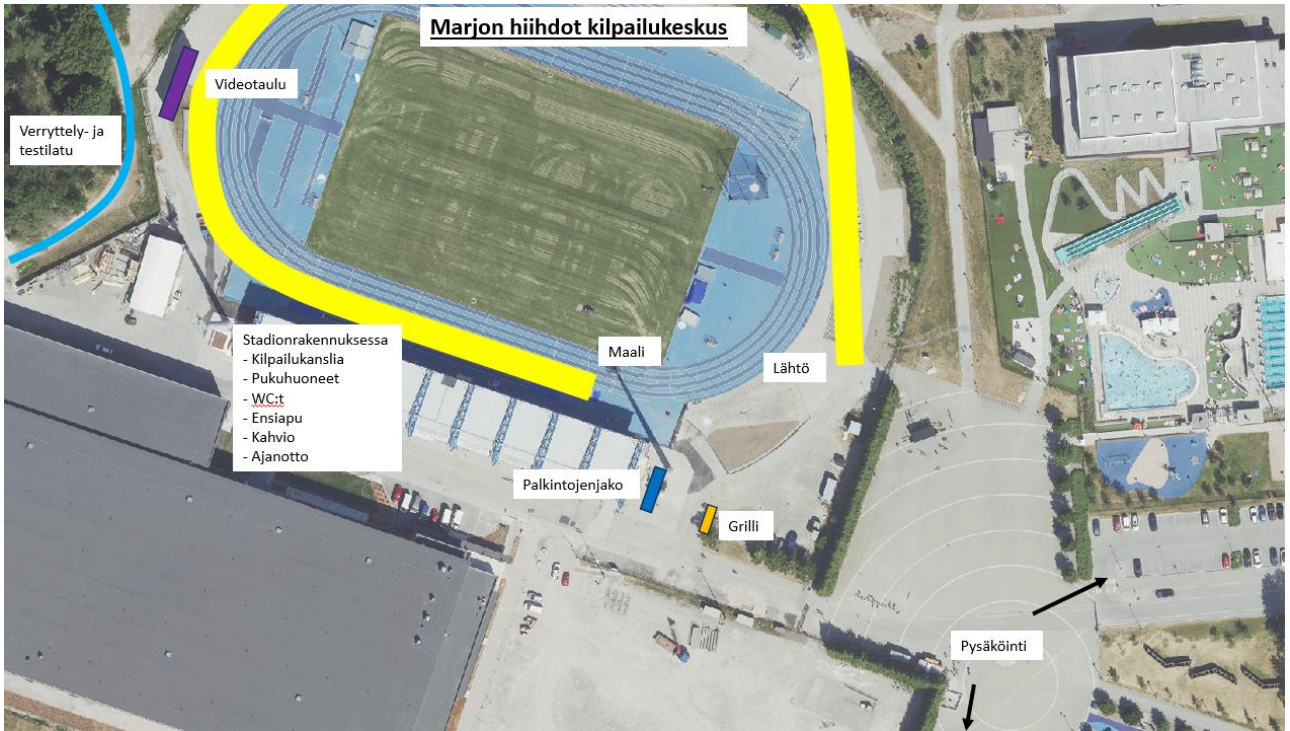 Marjon hiihdot kilpailukeskus
Videotaulu
Verryttely- ja
testilatu
Stadionrakennuksessa
- Kilpailukanslia
- Pukuhuoneet
- WC:t
- Ensiapu
- Kahvio
- Ajanotto
Maali
Lähtö
Palkintojenjako
Grilli
Pysäköinti